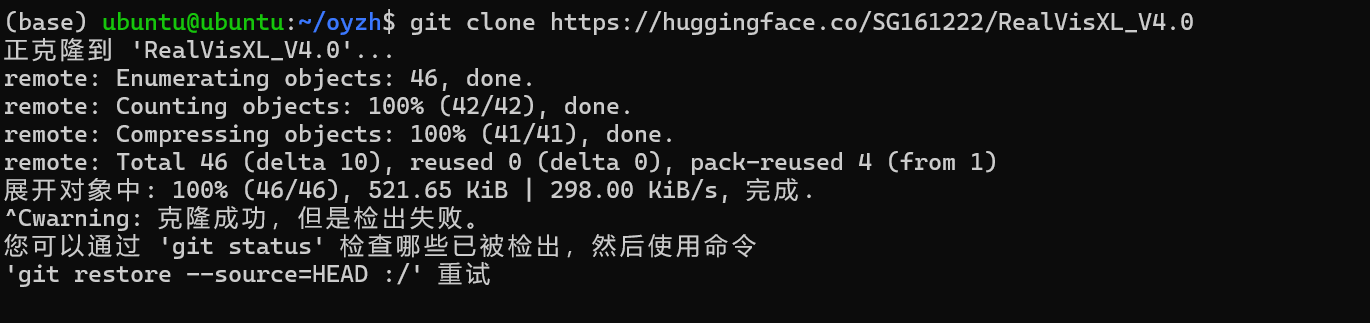 (base) ubuntu@ubuntu:~/oyzh$ git clone https://huggingface.co/SG161222/RealVisXL_V4.0
正克隆到 'RealVisXL_V4.0'...
remote: Enumerating objects: 46, done.
remote: Counting objects: 100% (42/42), done.
remote: Compressing objects: 100% (41/41), done.
remote: Total 46 (delta 10), reused 0 (delta 0), pack-reused 4 (from 1)
展开对象中: 100% (46/46), 521.65 KiB | 298.00 KiB/s, 完成.
^Cwarning: 克隆成功，但是检出失败。
您可以通过 'git status' 检查哪些已被检出，然后使用命令
'git restore --source=HEAD :/' 重试